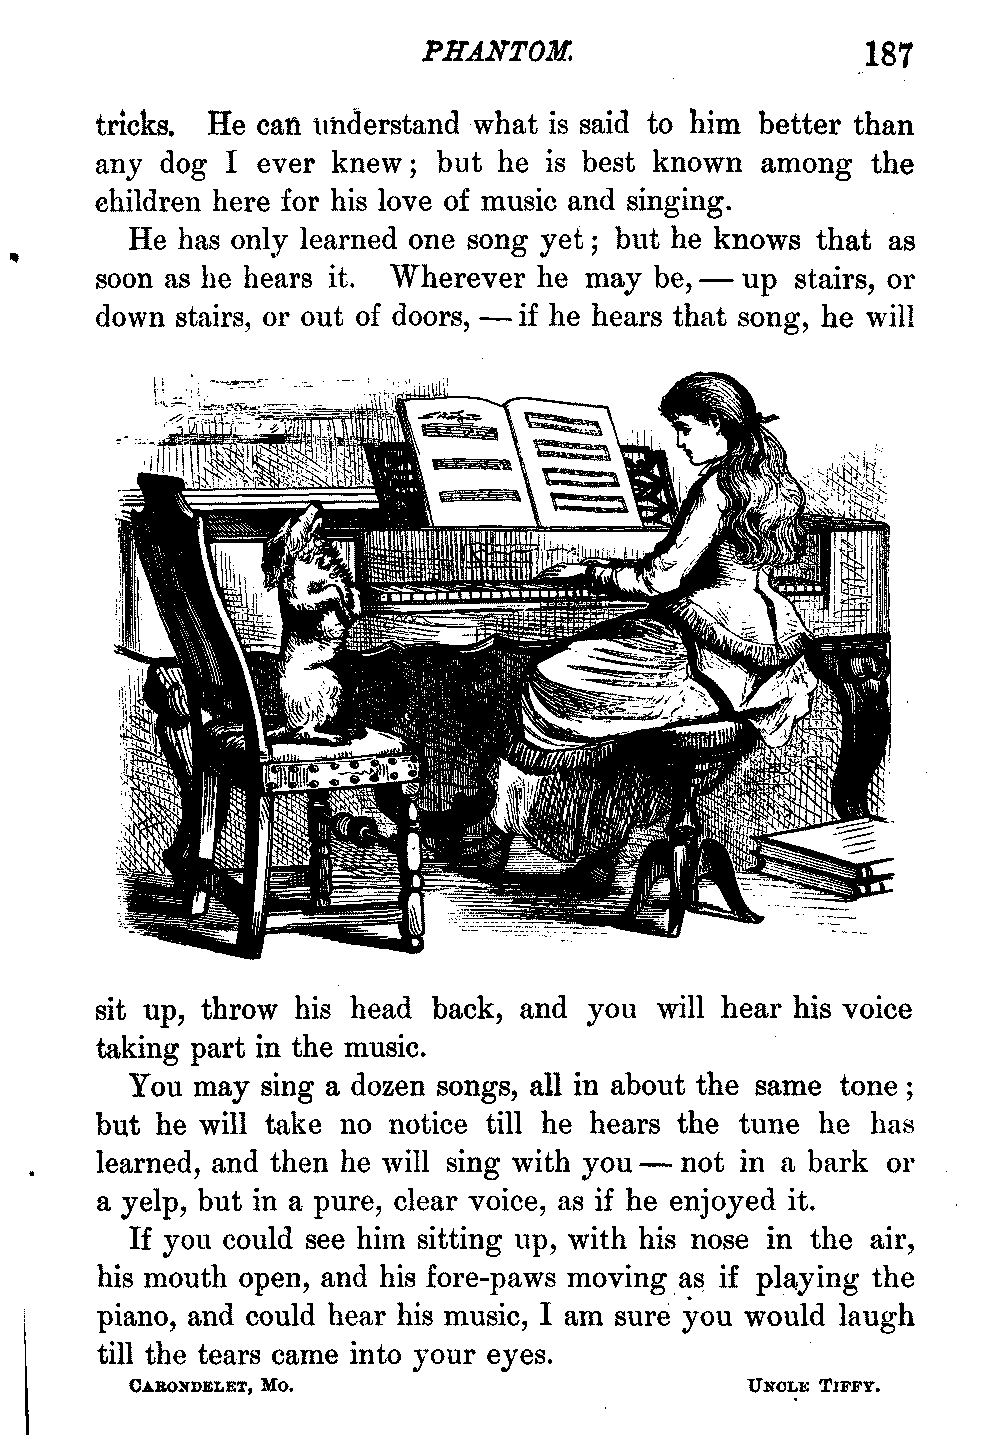 PHANTOM. 187
tricks. He can understand what is said to him better than
any dog I ever knew; but he is best known among the
children here for his love of music and singing.
He has only learned one song yet; but he knows that as
soon as he hears it. Wherever he may be, — up stairs, or
down stairs, or out of doors, — if he hears that song, he will
sit up, throw his head back, and you will hear his voice
taking part in the music.
You may sing a dozen songs, all in about the same tone;
but he will take no notice till he hears the tune he has
learned, and then he will sing with you — not in a bark or
a yelp, but in a pure, clear voice, as if he enjoyed it.
If you could see him sitting up, with his nose in the air,
his mouth open, and his fore-paws moving as if playing the
piano, and could hear his music, I am sure you would laugh
till the tears came into your eyes.
CARONDELET, MO. UNCLE TIFFY.